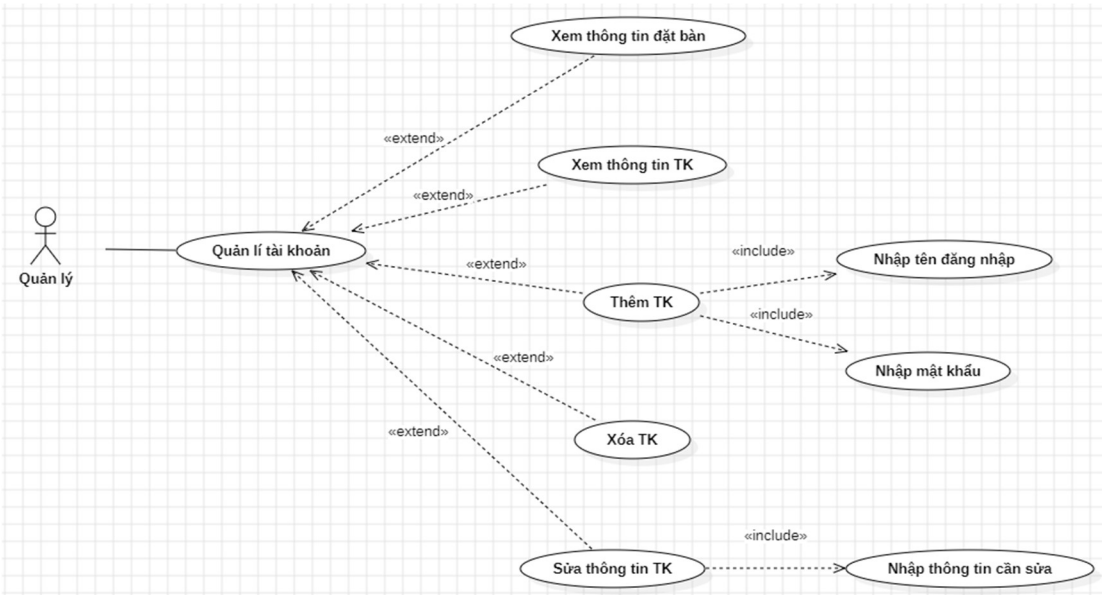 Xem thông tin đặt bàn
«extend»
Xem thông tin TK
«extend»
Quản lí tài khoản
Quản lý
«extend»
«include»
Nhập tên đăng nhập
Thêm TK
«include»
«extend»
Nhập mật khẩu
«extend»
Xóa TK
«include»
Sửa thông tin TK
Nhập thông tin cần sửa